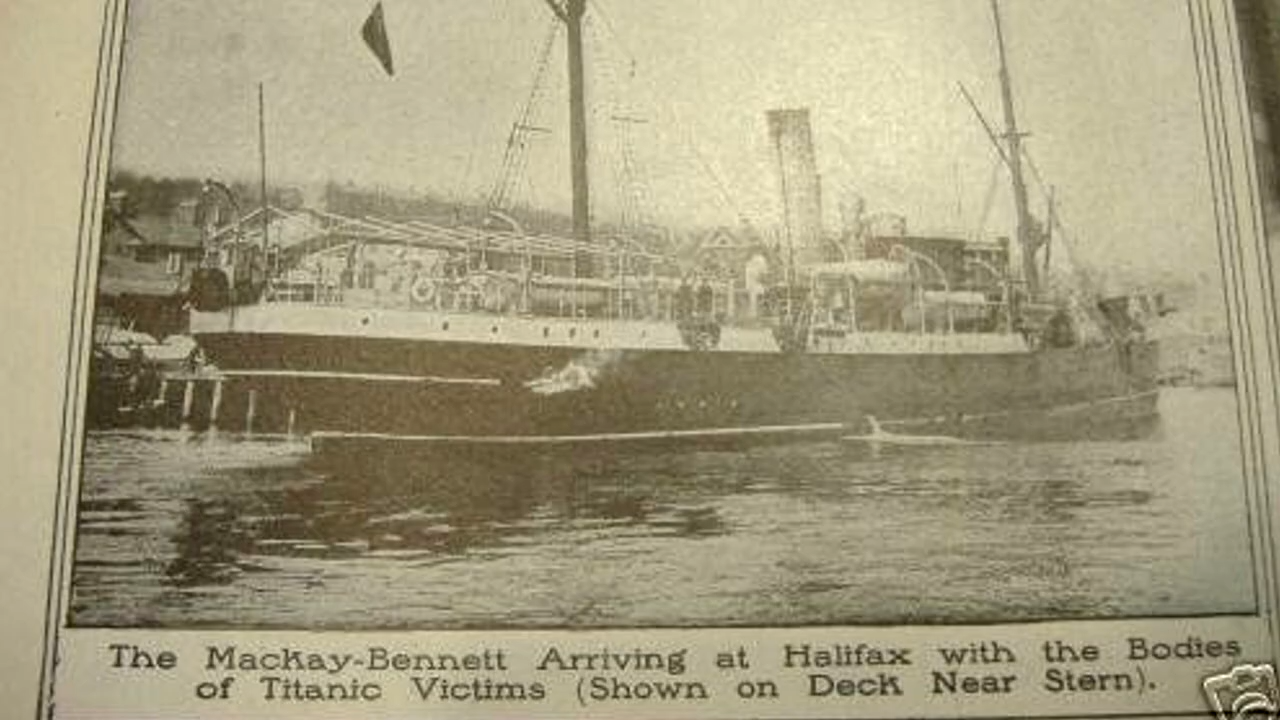 The MacKay-Bennett Arriving at Halifax with the Bodies
of Titanic Victims (Shown on Deck Near Stern).